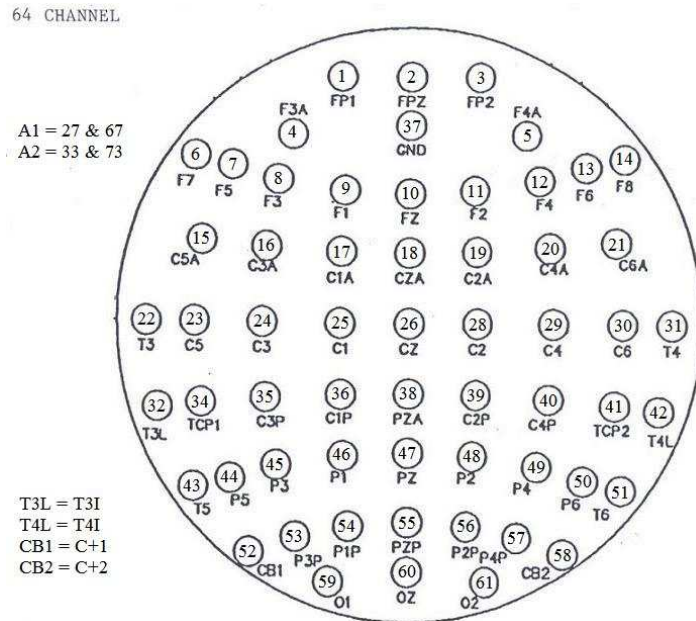 64 CHANNEL
1 2 3
FP1 FPZ FP2
F3A F4A
A1 = 27 & 67
A2 = 33 & 73
4 37 5
GND
6 7 8 9 10 11 12 13 14
F7 F5 F3 F1 FZ F2 F4 F6 F8
15 16 17 18 19 20 21
C5A C3A C1A CZA C2A C4A C6A
22 23 24 25 26 28 29 30 31
T3 C5 C3 C1 CZ C2 C4 C6 T4
32 34 35 36 38 39 40 41 42
T3L TCP1 C3P C1P PZA C2P C4P TCP2 T4L
43 44 45 46 47 48 49 50 51
T5 P5 P3 P1 PZ P2 P4 P6 T6
T3L = T3I
T4L = T4I
CB1 = C+1
CB2 = C+2
52 53 54 55 56 57 58
CB1 P3P P1P PZP P2P P4P CB2
59 60 61
O1 OZ O2